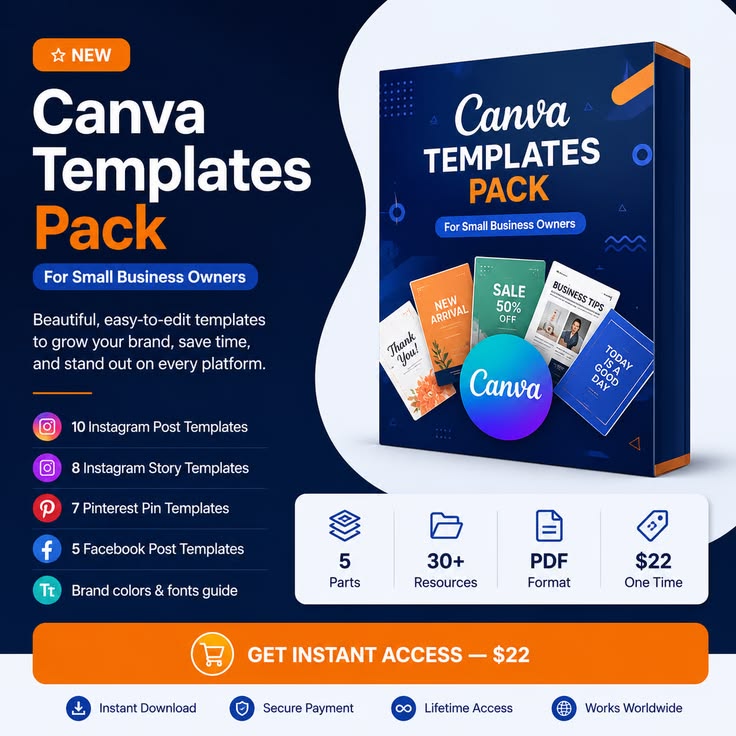 NEW
Canva
Templates
Pack
For Small Business Owners
Beautiful, easy-to-edit templates
to grow your brand, save time,
and stand out on every platform.
10 Instagram Post Templates
8 Instagram Story Templates
7 Pinterest Pin Templates
5 Facebook Post Templates
Tt Brand colors & fonts guide
Canva
TEMPLATES
PACK
For Small Business Owners
Thank
You!
NEW
ARRIVAL
SALE
50%
OFF
BUSINESS TIPS
TODAY
IS A
GOOD
DAY
Canva
5
Parts
30+
Resources
PDF
Format
$22
One Time
GET INSTANT ACCESS — $22
Instant Download
Secure Payment
Lifetime Access
Works Worldwide